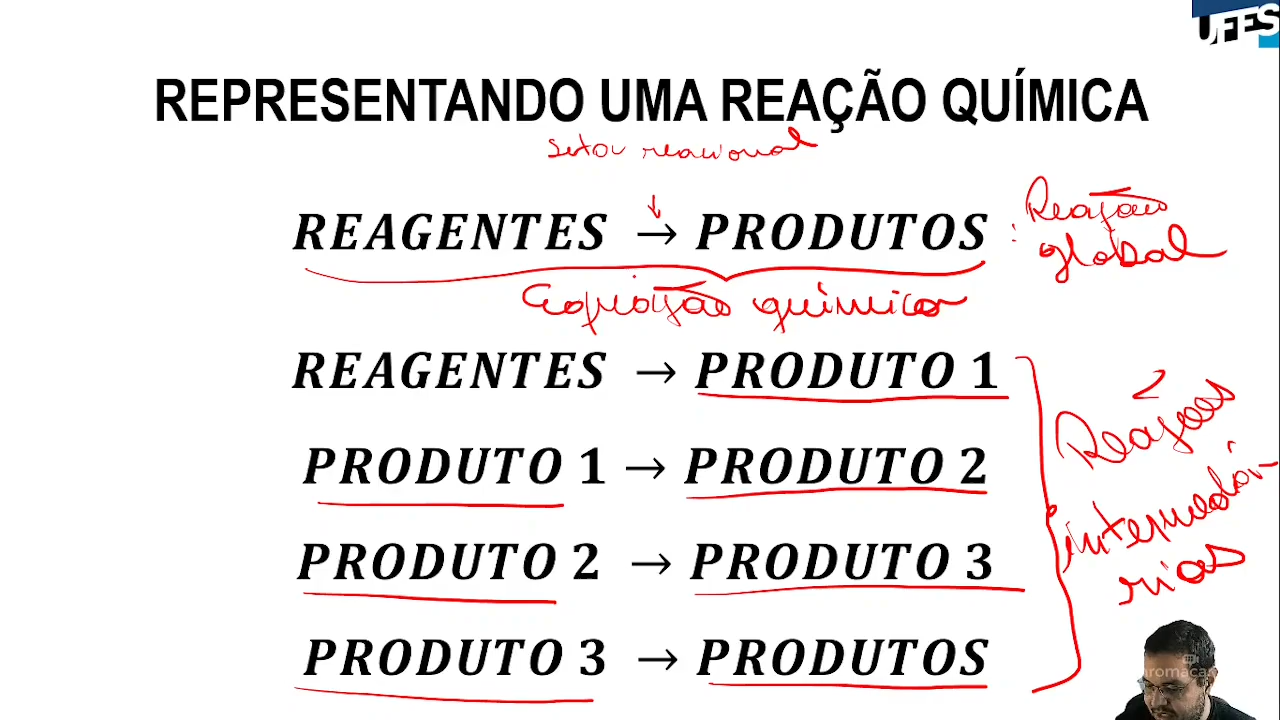 UFES
REPRESENTANDO UMA REAÇÃO QUÍMICA
setor reacional
REAGENTES → PRODUTOS : Reação
global
Equação química
REAGENTES → PRODUTO 1
PRODUTO 1 → PRODUTO 2
PRODUTO 2 → PRODUTO 3
PRODUTO 3 → PRODUTOS
Reações
intermediá-
rias